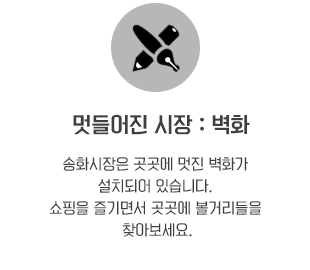 멋들어진 시장 : 벽화
송화시장은 곳곳에 멋진 벽화가
설치되어 있습니다.
쇼핑을 즐기면서 곳곳에 볼거리들을
찾아보세요.